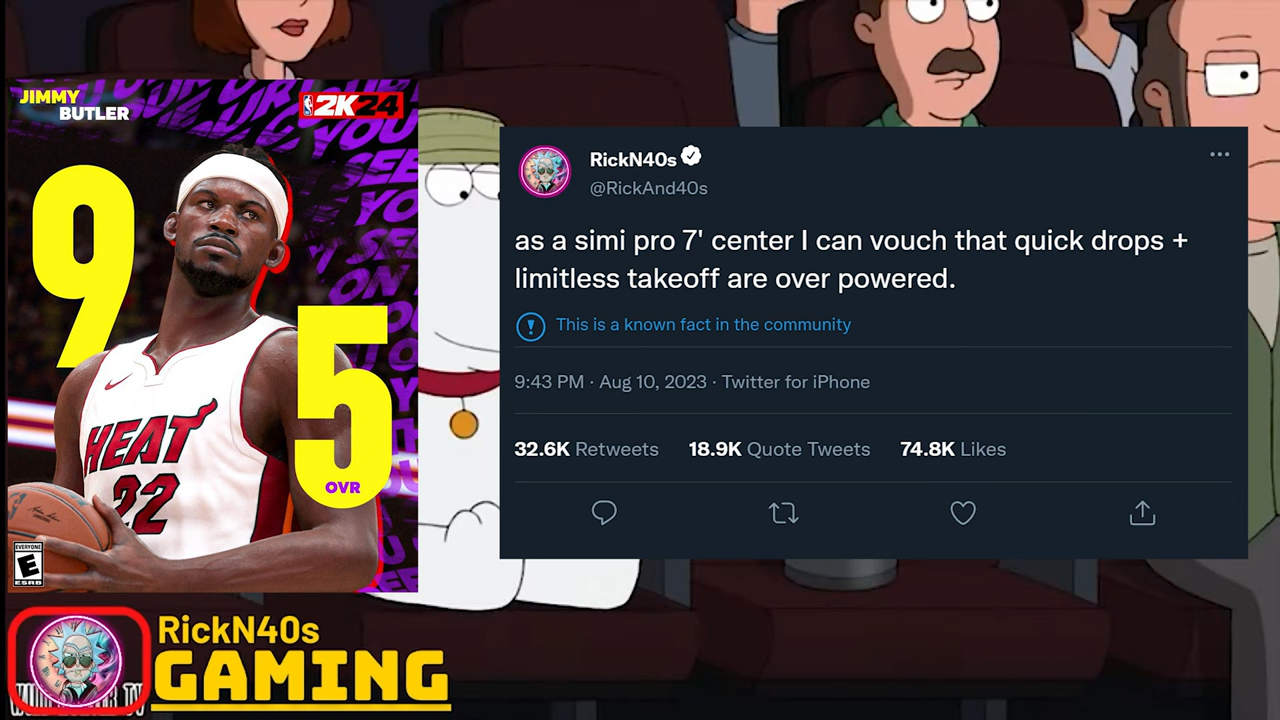 JIMMY
BUTLER
2K24
9
5
OVR
HEAT
22
EVERYONE
E
ESRB
RickN40s
@RickAnd40s
as a simi pro 7' center I can vouch that quick drops +
limitless takeoff are over powered.
This is a known fact in the community
9:43 PM · Aug 10, 2023 · Twitter for iPhone
32.6K Retweets 18.9K Quote Tweets 74.8K Likes
RickN40s
GAMING